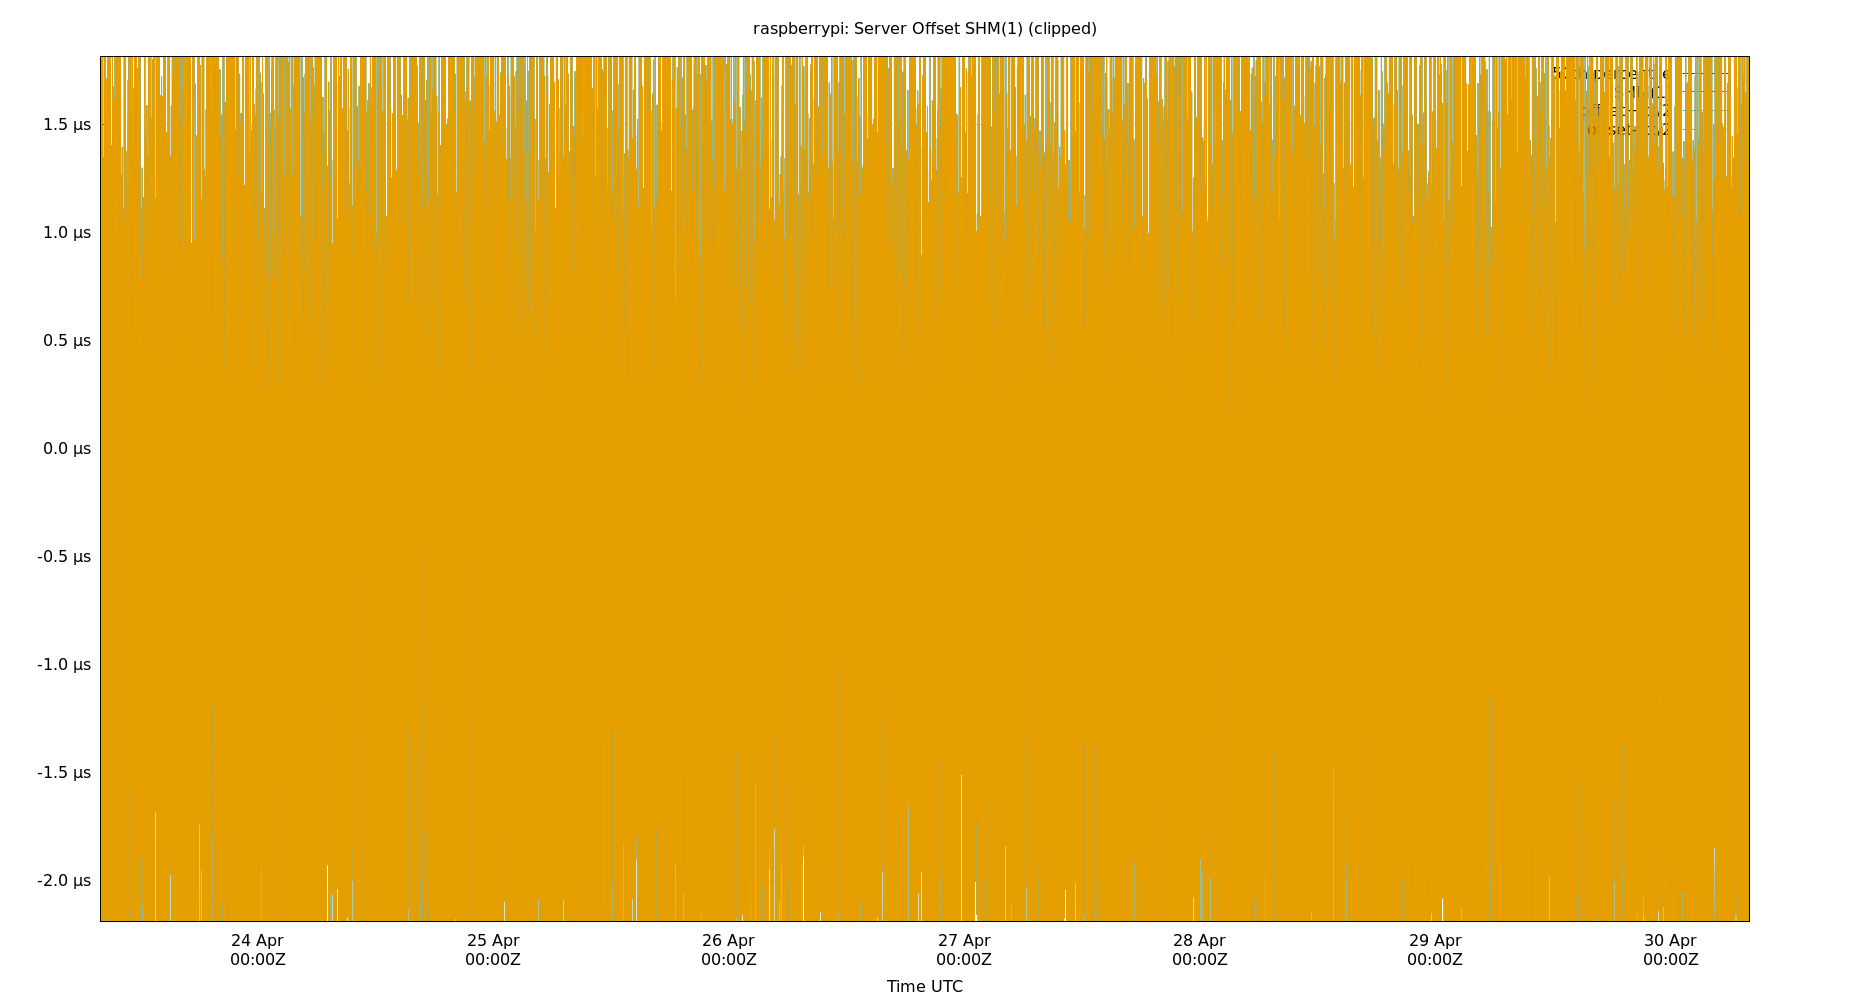 raspberrypi: Server Offset SHM(1) (clipped)
1.5 µs
1.0 µs
0.5 µs
0.0 µs
-0.5 µs
-1.0 µs
-1.5 µs
-2.0 µs
24 Apr 25 Apr 26 Apr 27 Apr 28 Apr 29 Apr 30 Apr
00:00Z 00:00Z 00:00Z 00:00Z 00:00Z 00:00Z 00:00Z
Time UTC